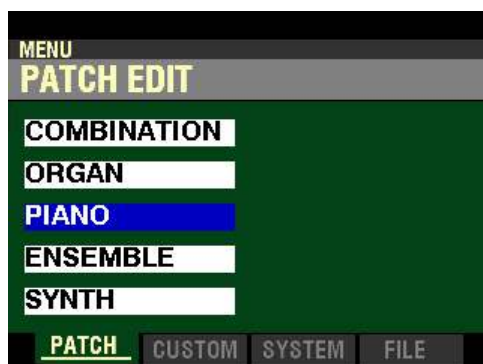 MENU
PATCH EDIT
COMBINATION
ORGAN
PIANO
ENSEMBLE
SYNTH
PATCH CUSTOM SYSTEM FILE